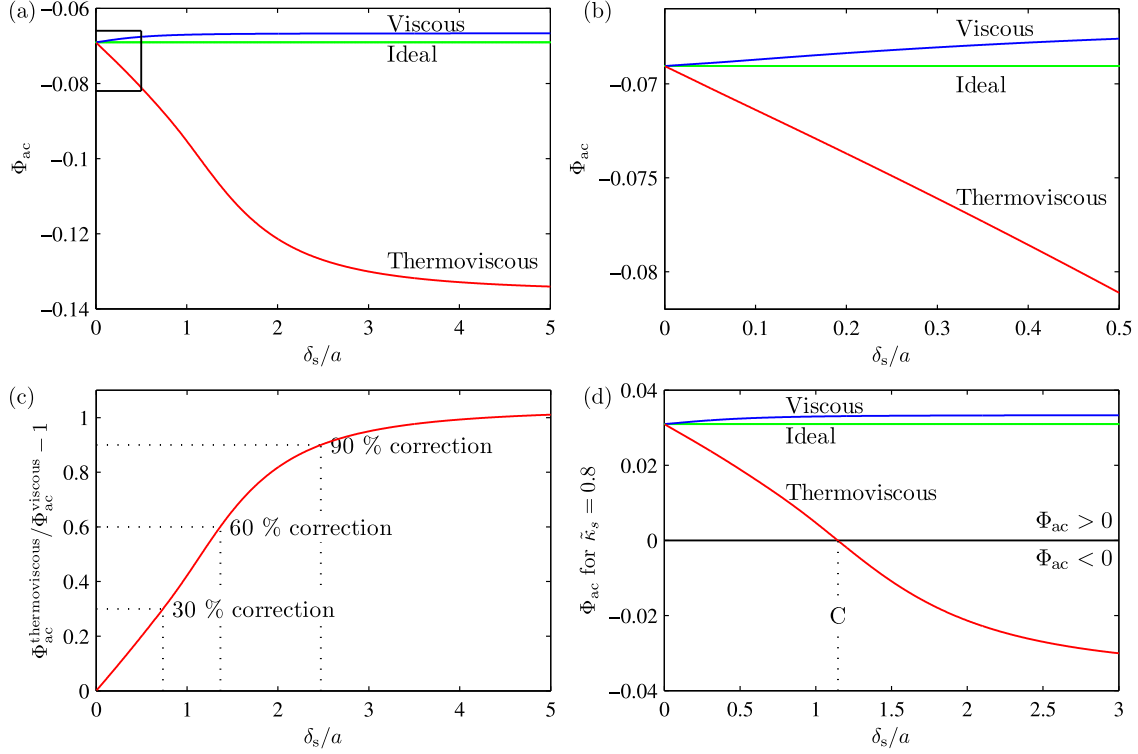 (a)
−0.06
−0.08
−0.1
−0.12
−0.14
Φac
Viscous
Ideal
Thermoviscous
0 1 2 3 4 5
δs/a
(b)
−0.07
−0.075
−0.08
Φac
Viscous
Ideal
Thermoviscous
0 0.1 0.2 0.3 0.4 0.5
δs/a
(c)
1
0.8
0.6
0.4
0.2
0
Φac^thermoviscous/Φac^viscous − 1
90 % correction
60 % correction
30 % correction
0 1 2 3 4 5
δs/a
(d)
0.04
0.02
0
−0.02
−0.04
Φac for κ̃s = 0.8
Viscous
Ideal
Thermoviscous
Φac > 0
Φac < 0
C
0 0.5 1 1.5 2 2.5 3
δs/a